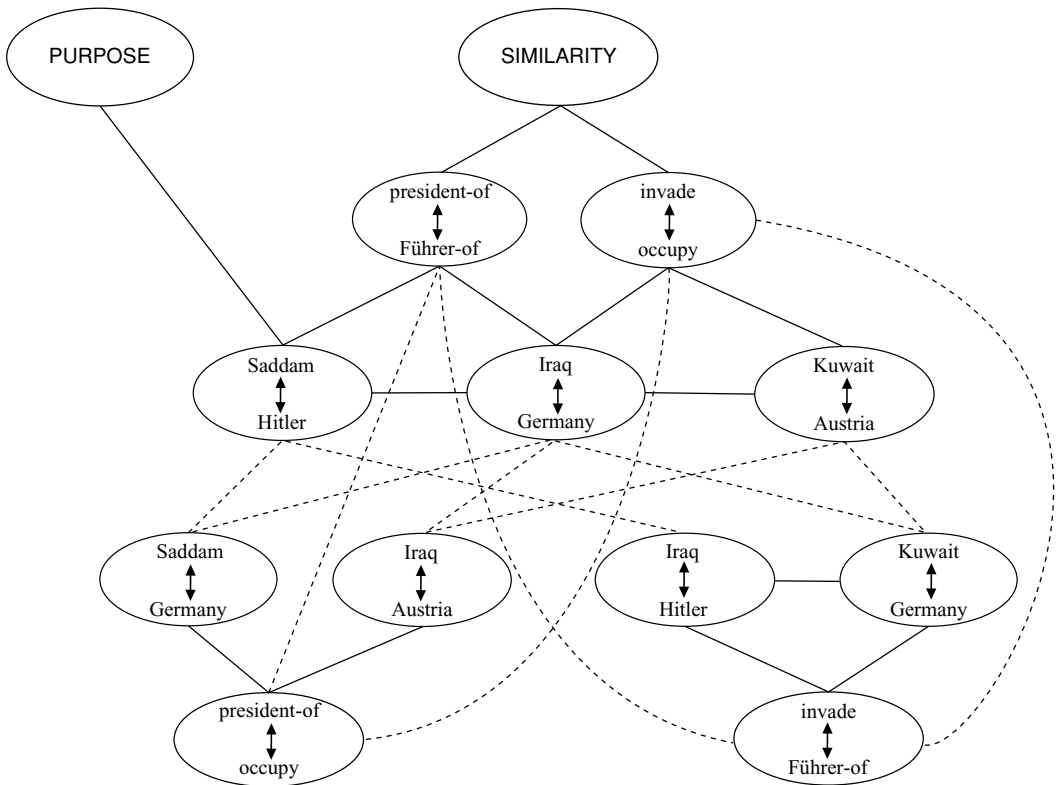 PURPOSE
SIMILARITY
president-of
Führer-of
invade
occupy
Saddam
Hitler
Iraq
Germany
Kuwait
Austria
Saddam
Germany
Iraq
Austria
Iraq
Hitler
Kuwait
Germany
president-of
occupy
invade
Führer-of